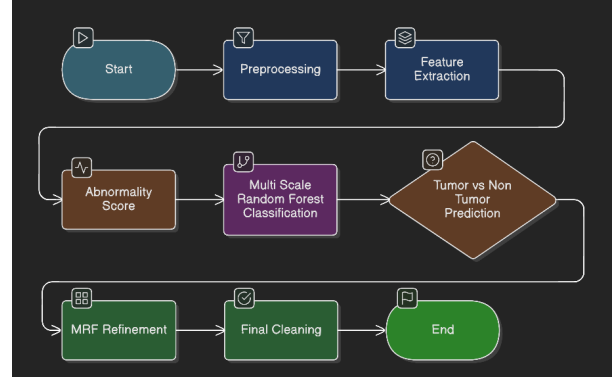 Start
Preprocessing
Feature
Extraction
Abnormality
Score
Multi Scale
Random Forest
Classification
Tumor vs Non
Tumor
Prediction
MRF Refinement
Final Cleaning
End